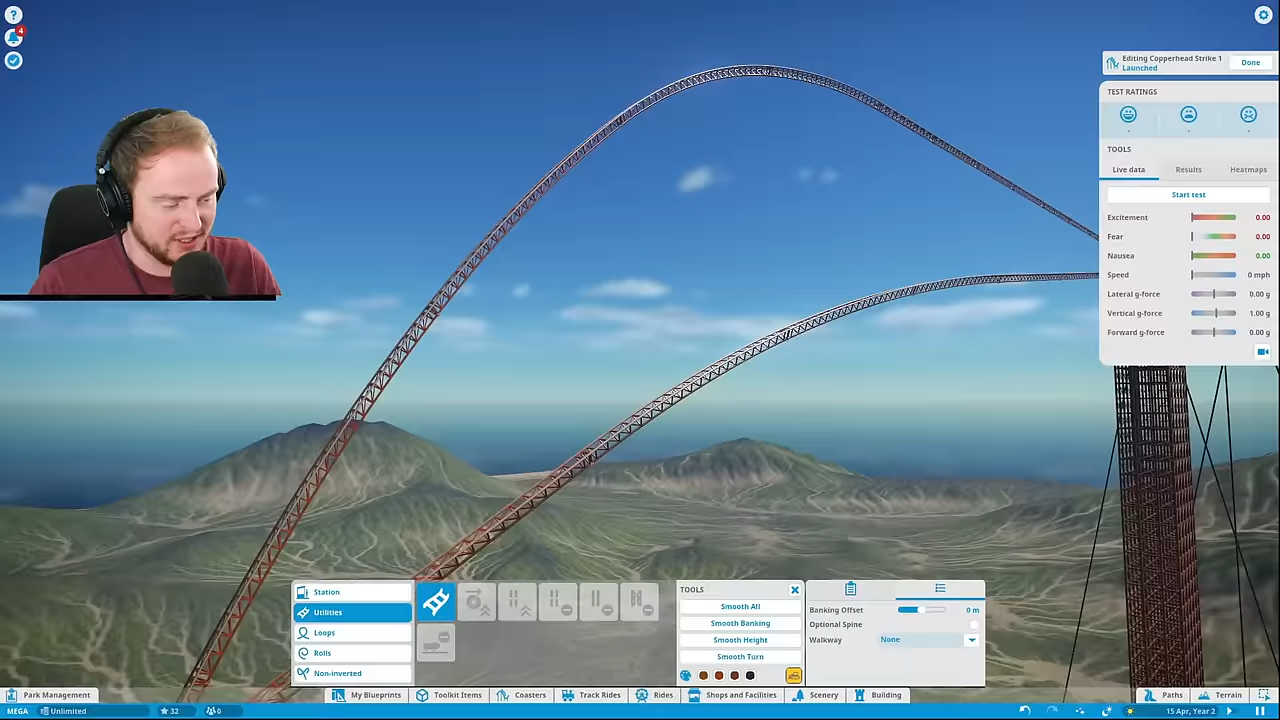 ?
4
Editing Copperhead Strike 1
Launched
Done
TEST RATINGS
-
-
-
TOOLS
Live data
Results
Heatmaps
Start test
Excitement 0.00
Fear 0.00
Nausea 0.00
Speed 0 mph
Lateral g-force 0.00 g
Vertical g-force 1.00 g
Forward g-force 0.00 g
Station
Utilities
Loops
Rolls
Non-inverted
TOOLS
Smooth All
Smooth Banking
Smooth Height
Smooth Turn
Banking Offset 0 m
Optional Spine
Walkway None
Park Management
My Blueprints
Toolkit Items
Coasters
Track Rides
Rides
Shops and Facilities
Scenery
Building
Paths
Terrain
MEGA
Unlimited
32
0
15 Apr, Year 2